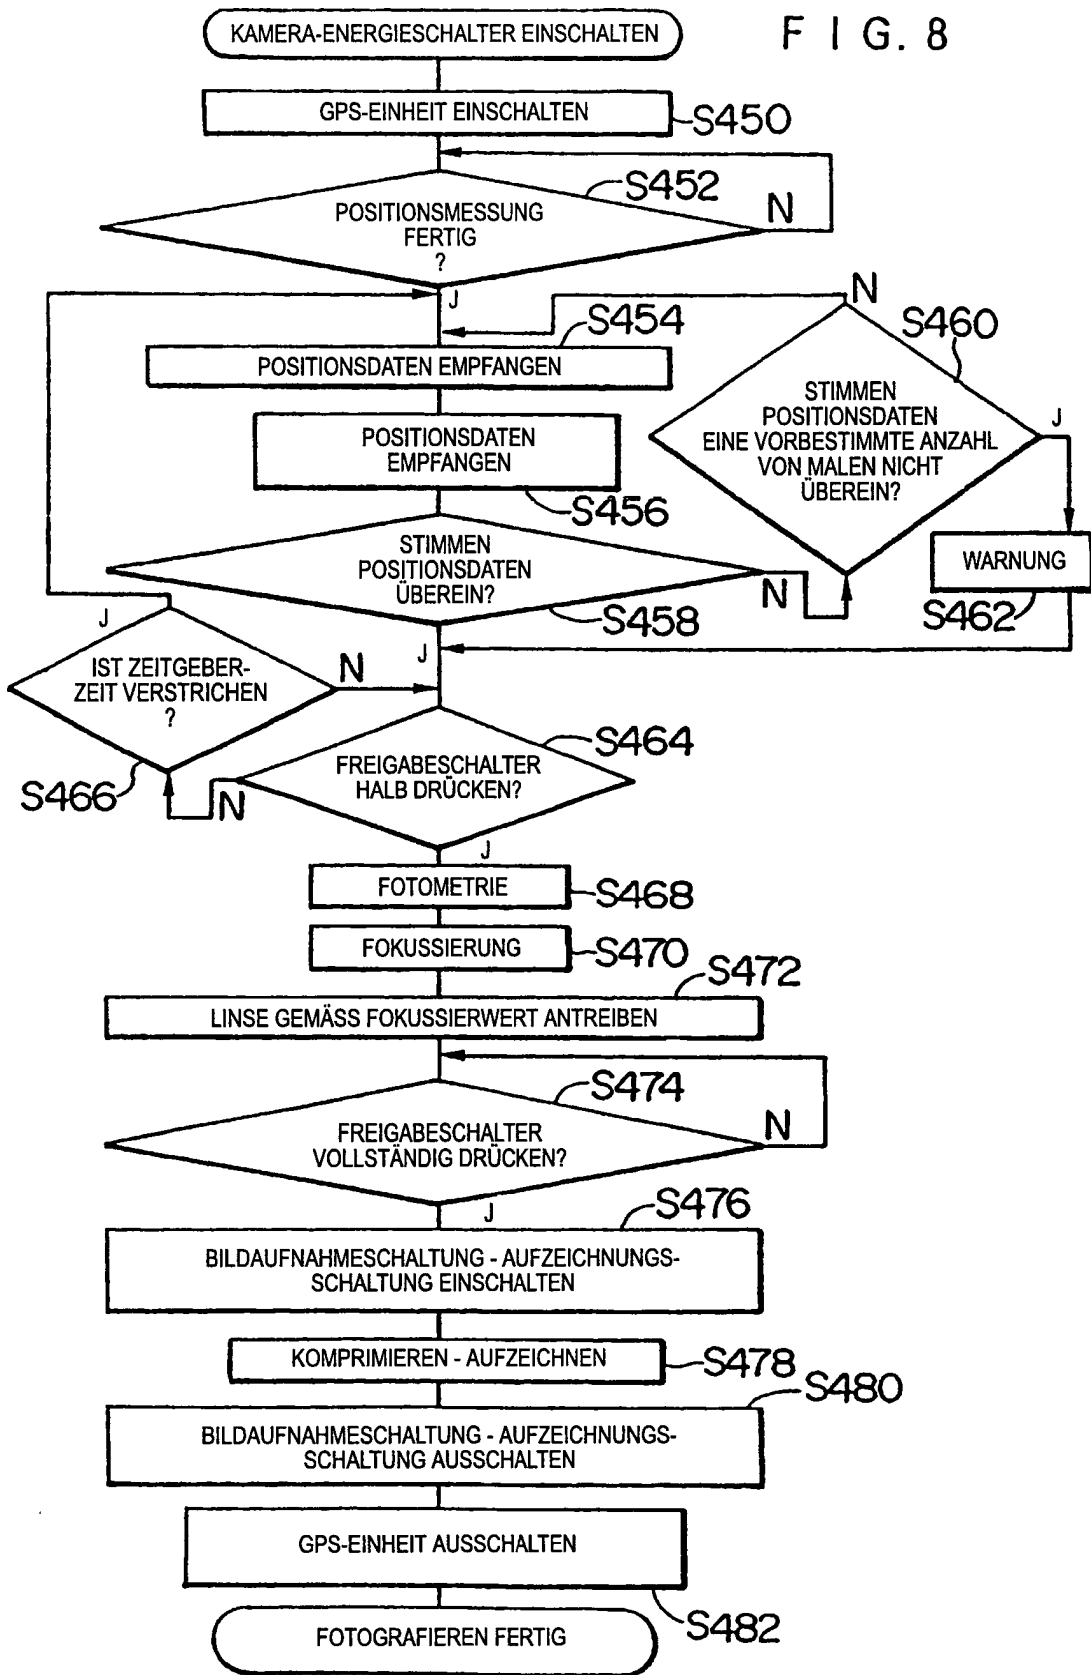 KAMERA-ENERGIESCHALTER EINSCHALTEN
F I G. 8
GPS-EINHEIT EINSCHALTEN
S450
S452
POSITIONSMESSUNG
FERTIG
?
N
J
N
S454
POSITIONSDATEN EMPFANGEN
S460
STIMMEN
POSITIONSDATEN
EINE VORBESTIMMTE ANZAHL
VON MALEN NICHT
ÜBEREIN?
J
POSITIONSDATEN
EMPFANGEN
S456
STIMMEN
POSITIONSDATEN
ÜBEREIN?
N
S458
WARNUNG
S462
J
J
IST ZEITGEBER-
ZEIT VERSTRICHEN
?
N
S466
S464
FREIGABESCHALTER
HALB DRÜCKEN?
N
J
FOTOMETRIE
S468
FOKUSSIERUNG
S470
S472
LINSE GEMÄSS FOKUSSIERWERT ANTREIBEN
S474
FREIGABESCHALTER
VOLLSTÄNDIG DRÜCKEN?
N
J
S476
BILDAUFNAHMESCHALTUNG - AUFZEICHNUNGS-
SCHALTUNG EINSCHALTEN
KOMPRIMIEREN - AUFZEICHNEN
S478
S480
BILDAUFNAHMESCHALTUNG - AUFZEICHNUNGS-
SCHALTUNG AUSSCHALTEN
GPS-EINHEIT AUSSCHALTEN
S482
FOTOGRAFIEREN FERTIG